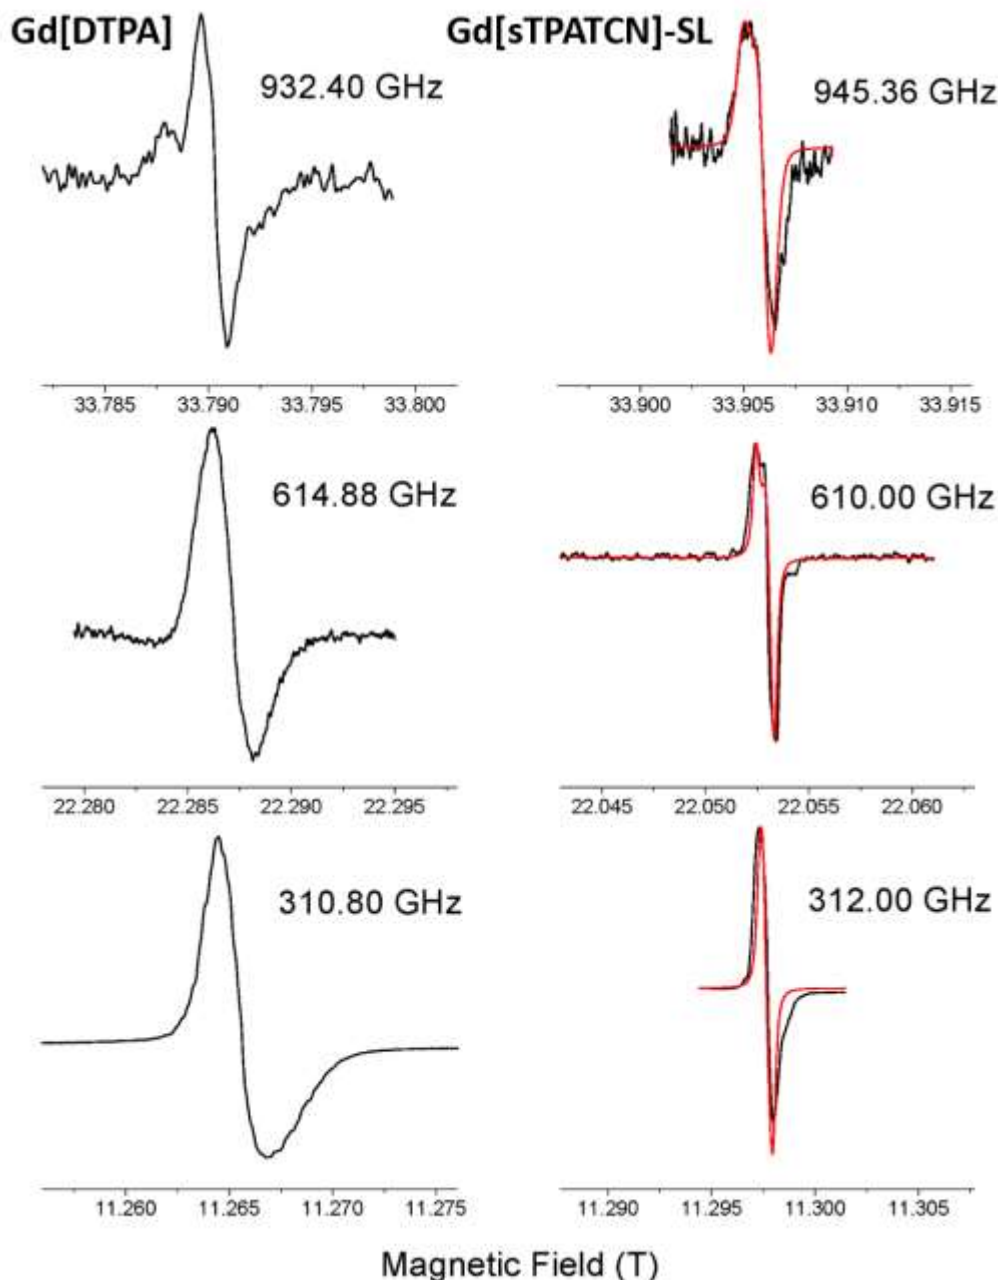 Gd[DTPA] Gd[sTPATCN]-SL
932.40 GHz 945.36 GHz
33.785 33.790 33.795 33.800 33.900 33.905 33.910 33.915
614.88 GHz 610.00 GHz
22.280 22.285 22.290 22.295 22.045 22.050 22.055 22.060
310.80 GHz 312.00 GHz
11.260 11.265 11.270 11.275 11.290 11.295 11.300 11.305
Magnetic Field (T)